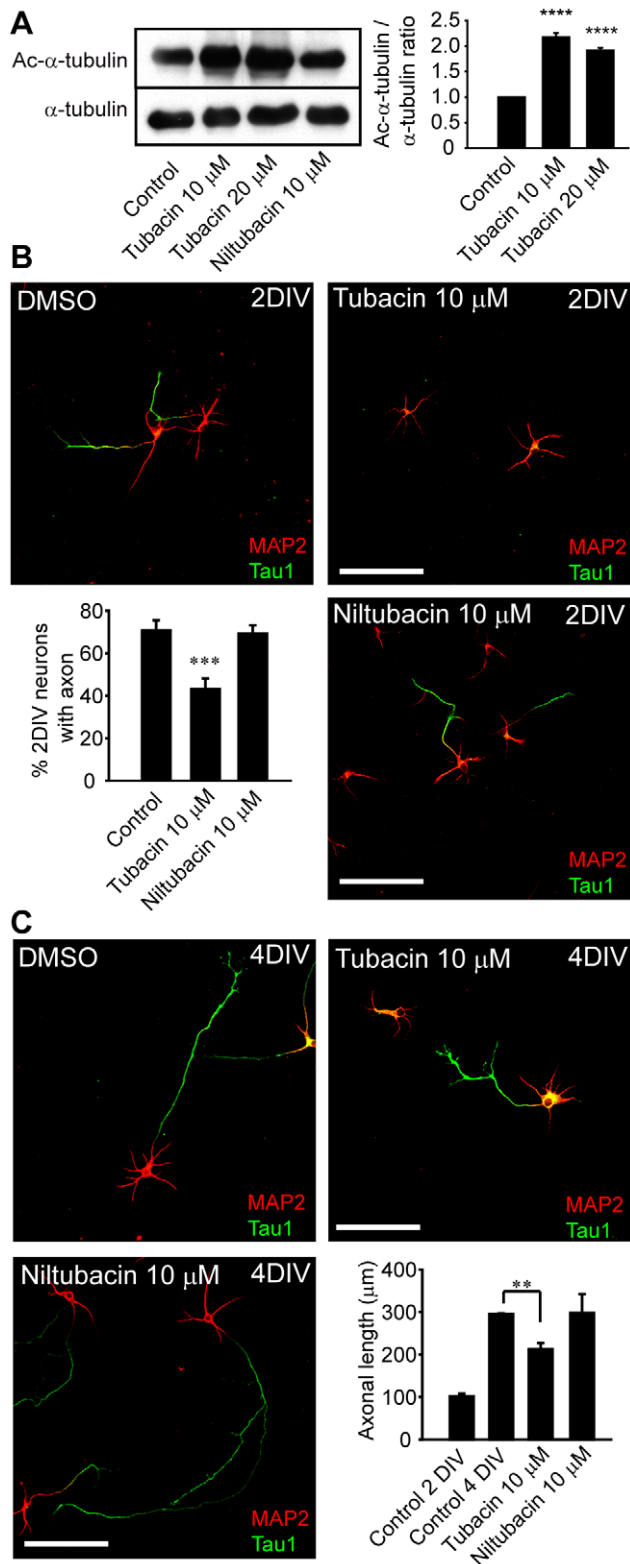 A
Ac-α-tubulin
α-tubulin
Control
Tubacin 10 μM
Tubacin 20 μM
Niltubacin 10 μM
Ac-α-tubulin /
α-tubulin ratio
2.5
2.0
1.5
1.0
0.5
0
****
****
Control
Tubacin 10 μM
Tubacin 20 μM
B
DMSO 2DIV
MAP2
Tau1
Tubacin 10 μM 2DIV
MAP2
Tau1
% 2DIV neurons
with axon
80
60
40
20
0
***
Control
Tubacin 10 μM
Niltubacin 10 μM
Niltubacin 10 μM 2DIV
MAP2
Tau1
C
DMSO 4DIV
MAP2
Tau1
Tubacin 10 μM 4DIV
MAP2
Tau1
Niltubacin 10 μM 4DIV
MAP2
Tau1
Axonal length (μm)
400
300
200
100
0
**
Control 2 DIV
Control 4 DIV
Tubacin 10 μM
Niltubacin 10 μM